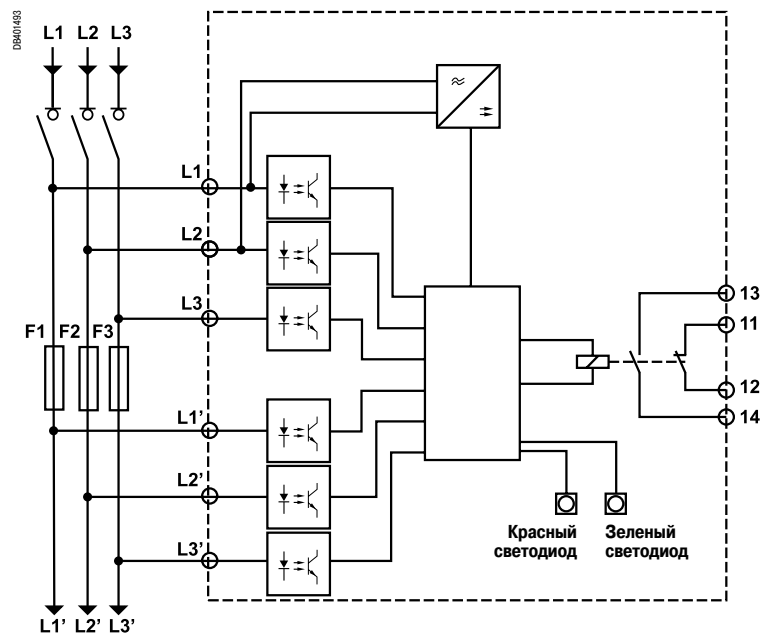 DB401493
L1 L2 L3
L1
L2
L3
F1 F2 F3
13
11
12
14
L1’
L2’
L3’
Красный светодиод
Зеленый светодиод
L1’ L2’ L3’